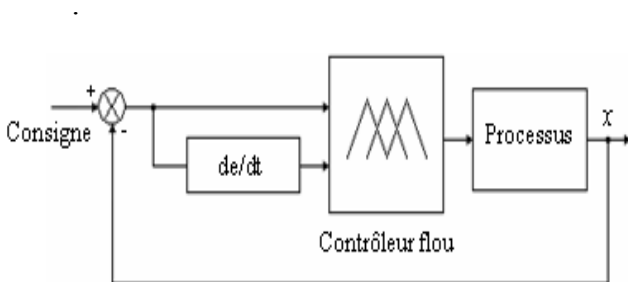 +
Consigne
-
de/dt
Contrôleur flou
Processus
x